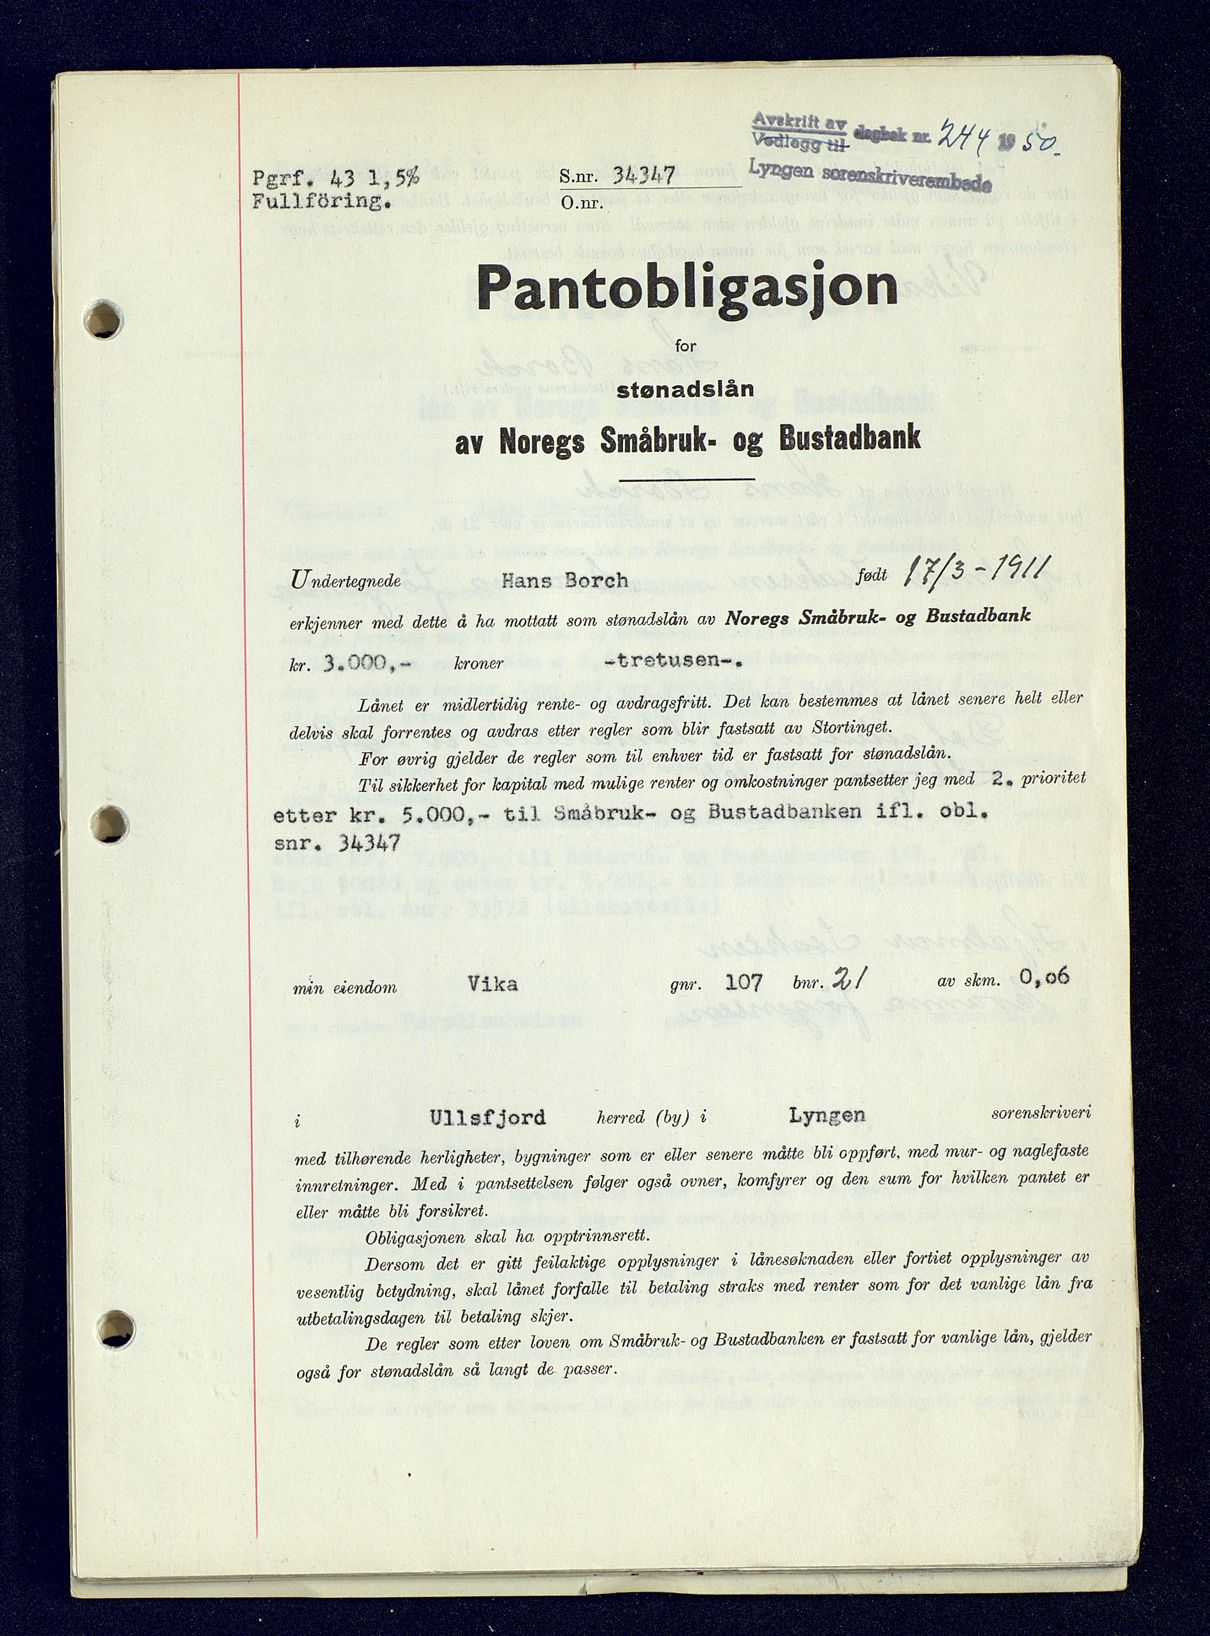 Avskrift av
Vedlegg til dagbok nr. 244 1950.
Lyngen sorenskriverembede
Pgrf. 43 1,5%
Fullföring.
S.nr. 34347
O.nr.
Pantobligasjon
for
stønadslån
av Noregs Småbruk- og Bustadbank
Undertegnede Hans Borch født 17/3-1911
erkjenner med dette å ha mottatt som stønadslån av Noregs Småbruk- og Bustadbank
kr. 3.000,- kroner -tretusen-.
Lånet er midlertidig rente- og avdragsfritt. Det kan bestemmes at lånet senere helt eller
delvis skal forrentes og avdras etter regler som blir fastsatt av Stortinget.
For øvrig gjelder de regler som til enhver tid er fastsatt for stønadslån.
Til sikkerhet for kapital med mulige renter og omkostninger pantsetter jeg med 2. prioritet
etter kr. 5.000,- til Småbruk- og Bustadbanken ifl. obl.
snr. 34347
min eiendom Vika gnr. 107 bnr. 21 av skm. 0,06
i Ullsfjord herred (by) i Lyngen sorenskriveri
med tilhørende herligheter, bygninger som er eller senere måtte bli oppført, med mur- og naglefaste
innretninger. Med i pantsettelsen følger også ovner, komfyrer og den sum for hvilken pantet er
eller måtte bli forsikret.
Obligasjonen skal ha opptrinnsrett.
Dersom det er gitt feilaktige opplysninger i lånesøknaden eller fortiet opplysninger av
vesentlig betydning, skal lånet forfalle til betaling straks med renter som for det vanlige lån fra
utbetalingsdagen til betaling skjer.
De regler som etter loven om Småbruk- og Bustadbanken er fastsatt for vanlige lån, gjelder
også for stønadslån så langt de passer.